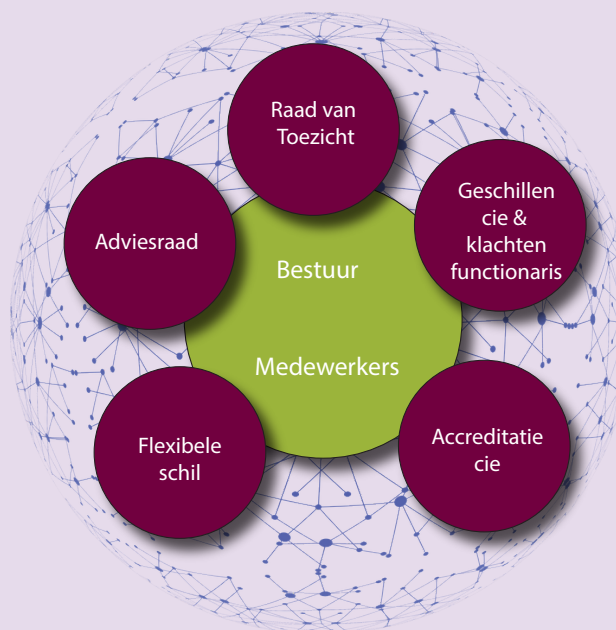 Raad van
Toezicht
Geschillen
cie &
klachten
functionaris
Adviesraad
Bestuur
Medewerkers
Flexibele
schil
Accreditatie
cie